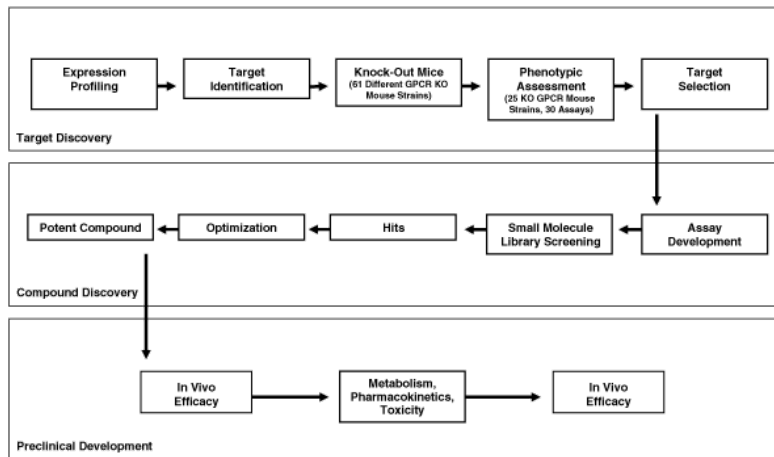 Expression
Profiling
Target
Identification
Knock-Out Mice
(61 Different GPCR KO
Mouse Strains)
Phenotypic
Assessment
(25 KO GPCR Mouse
Strains, 30 Assays)
Target
Selection
Target Discovery
Potent Compound
Optimization
Hits
Small Molecule
Library Screening
Assay
Development
Compound Discovery
In Vivo
Efficacy
Metabolism,
Pharmacokinetics,
Toxicity
In Vivo
Efficacy
Preclinical Development